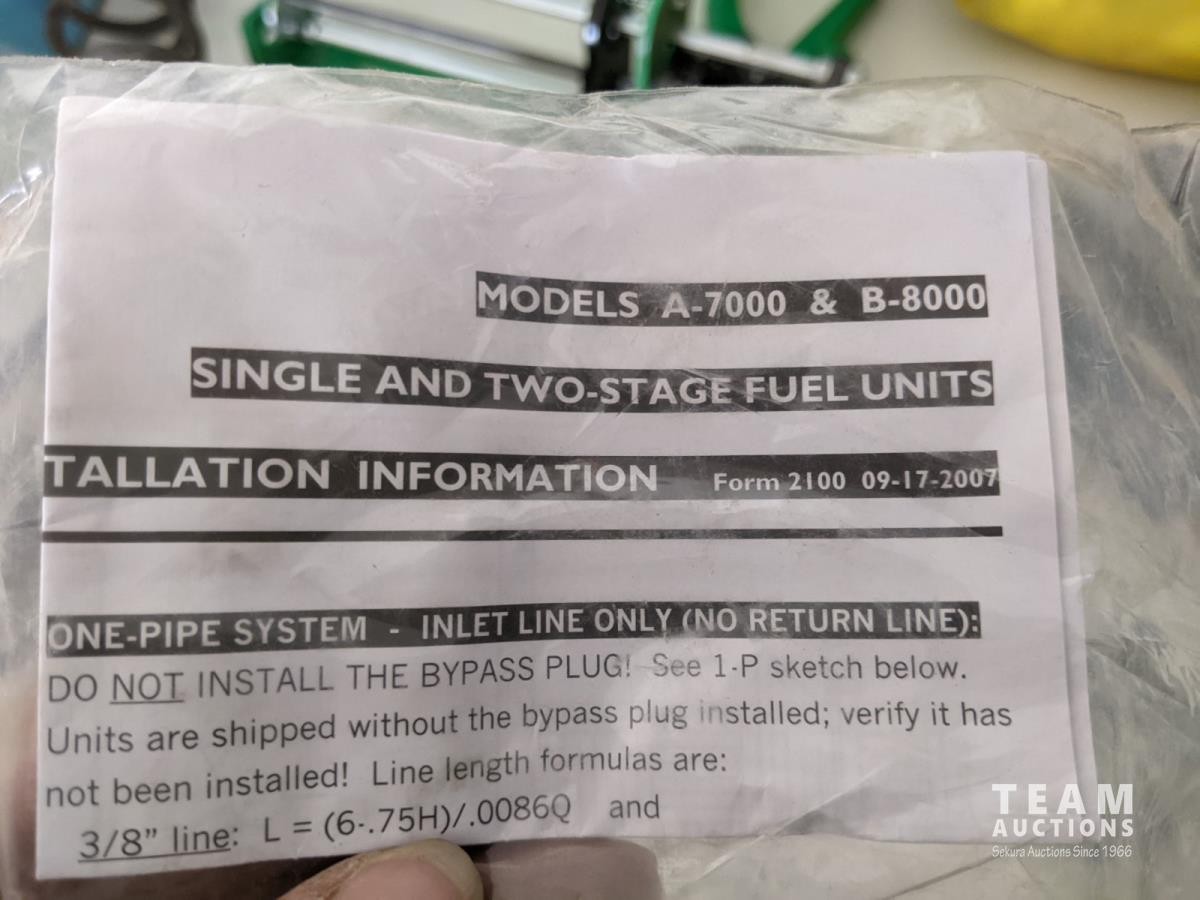 MODELS A-7000 & B-8000
SINGLE AND TWO-STAGE FUEL UNITS
TALLATION INFORMATION Form 2100 09-17-2007
ONE-PIPE SYSTEM - INLET LINE ONLY (NO RETURN LINE):
DO NOT INSTALL THE BYPASS PLUG! See 1-P sketch below.
Units are shipped without the bypass plug installed; verify it has
not been installed! Line length formulas are:
3/8" line: L = (6-.75H)/.0086Q and
TEAM
AUCTIONS
Sekura Auctions Since 1966